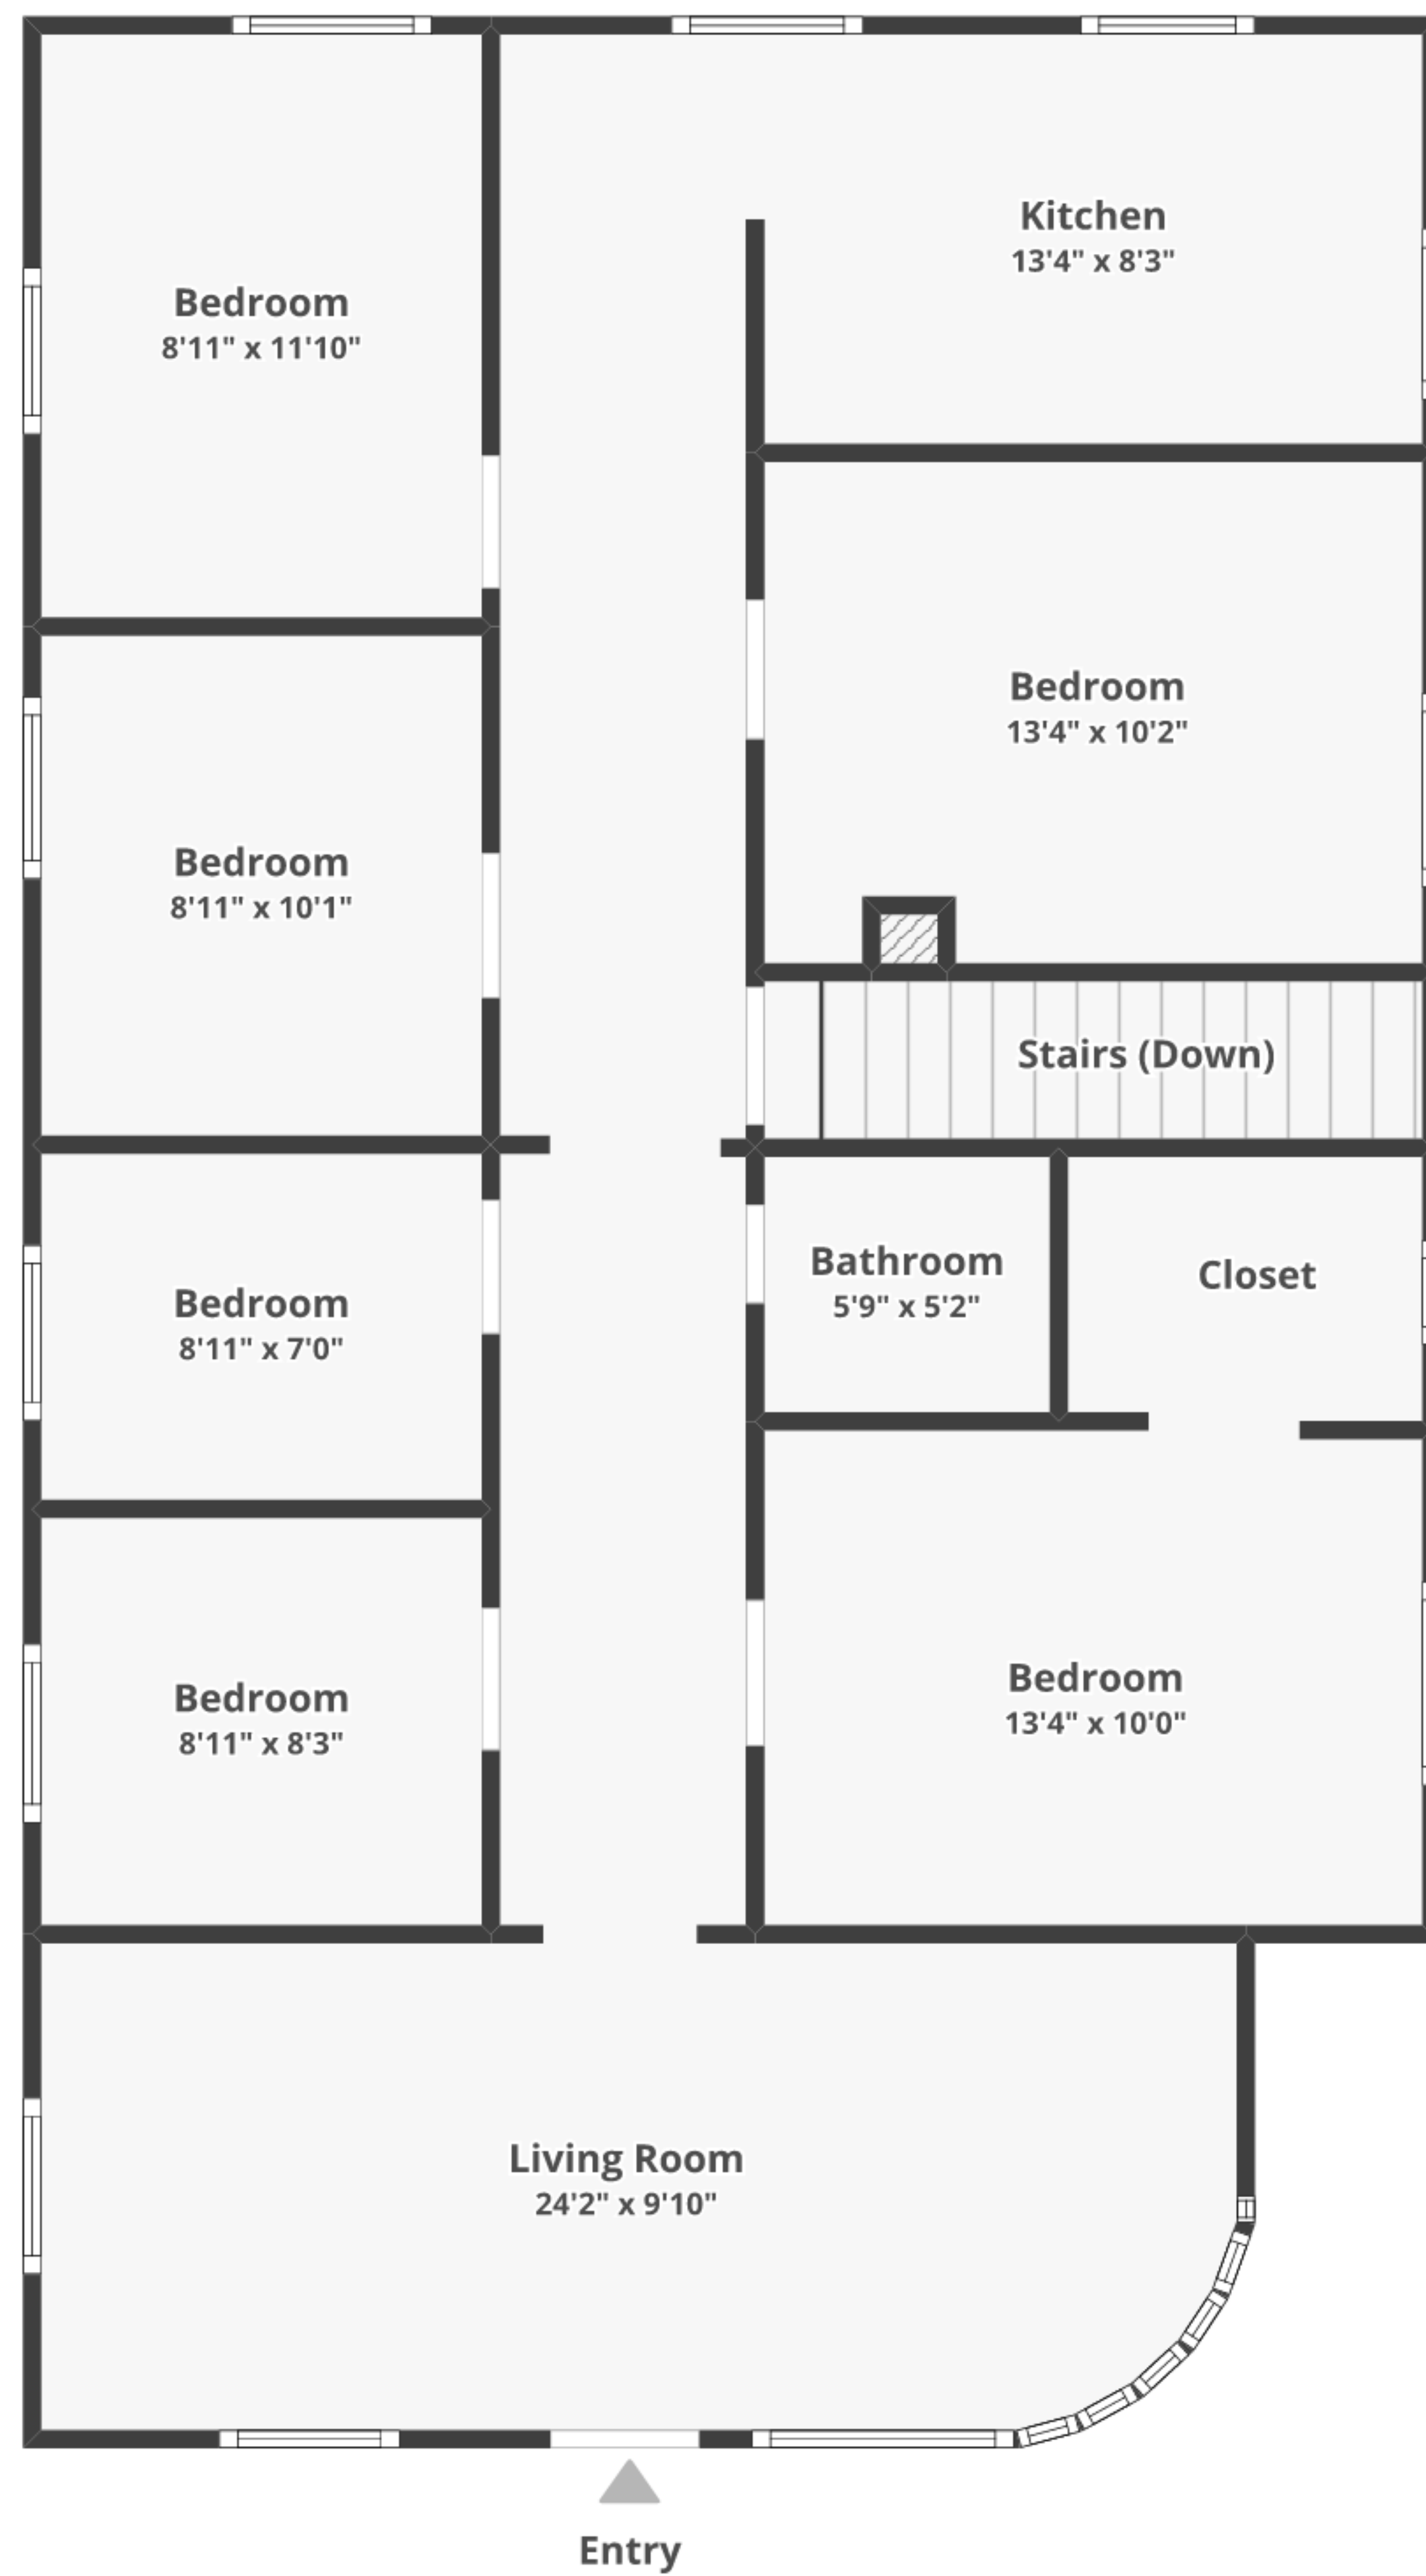 Kitchen
13'4" x 8'3"
Bedroom
8'11" x 11'10"
Bedroom
13'4" x 10'2"
Bedroom
8'11" x 10'1"
Stairs (Down)
Bathroom
5'9" x 5'2"
Closet
Bedroom
8'11" x 7'0"
Bedroom
13'4" x 10'0"
Bedroom
8'11" x 8'3"
Living Room
24'2" x 9'10"
Entry